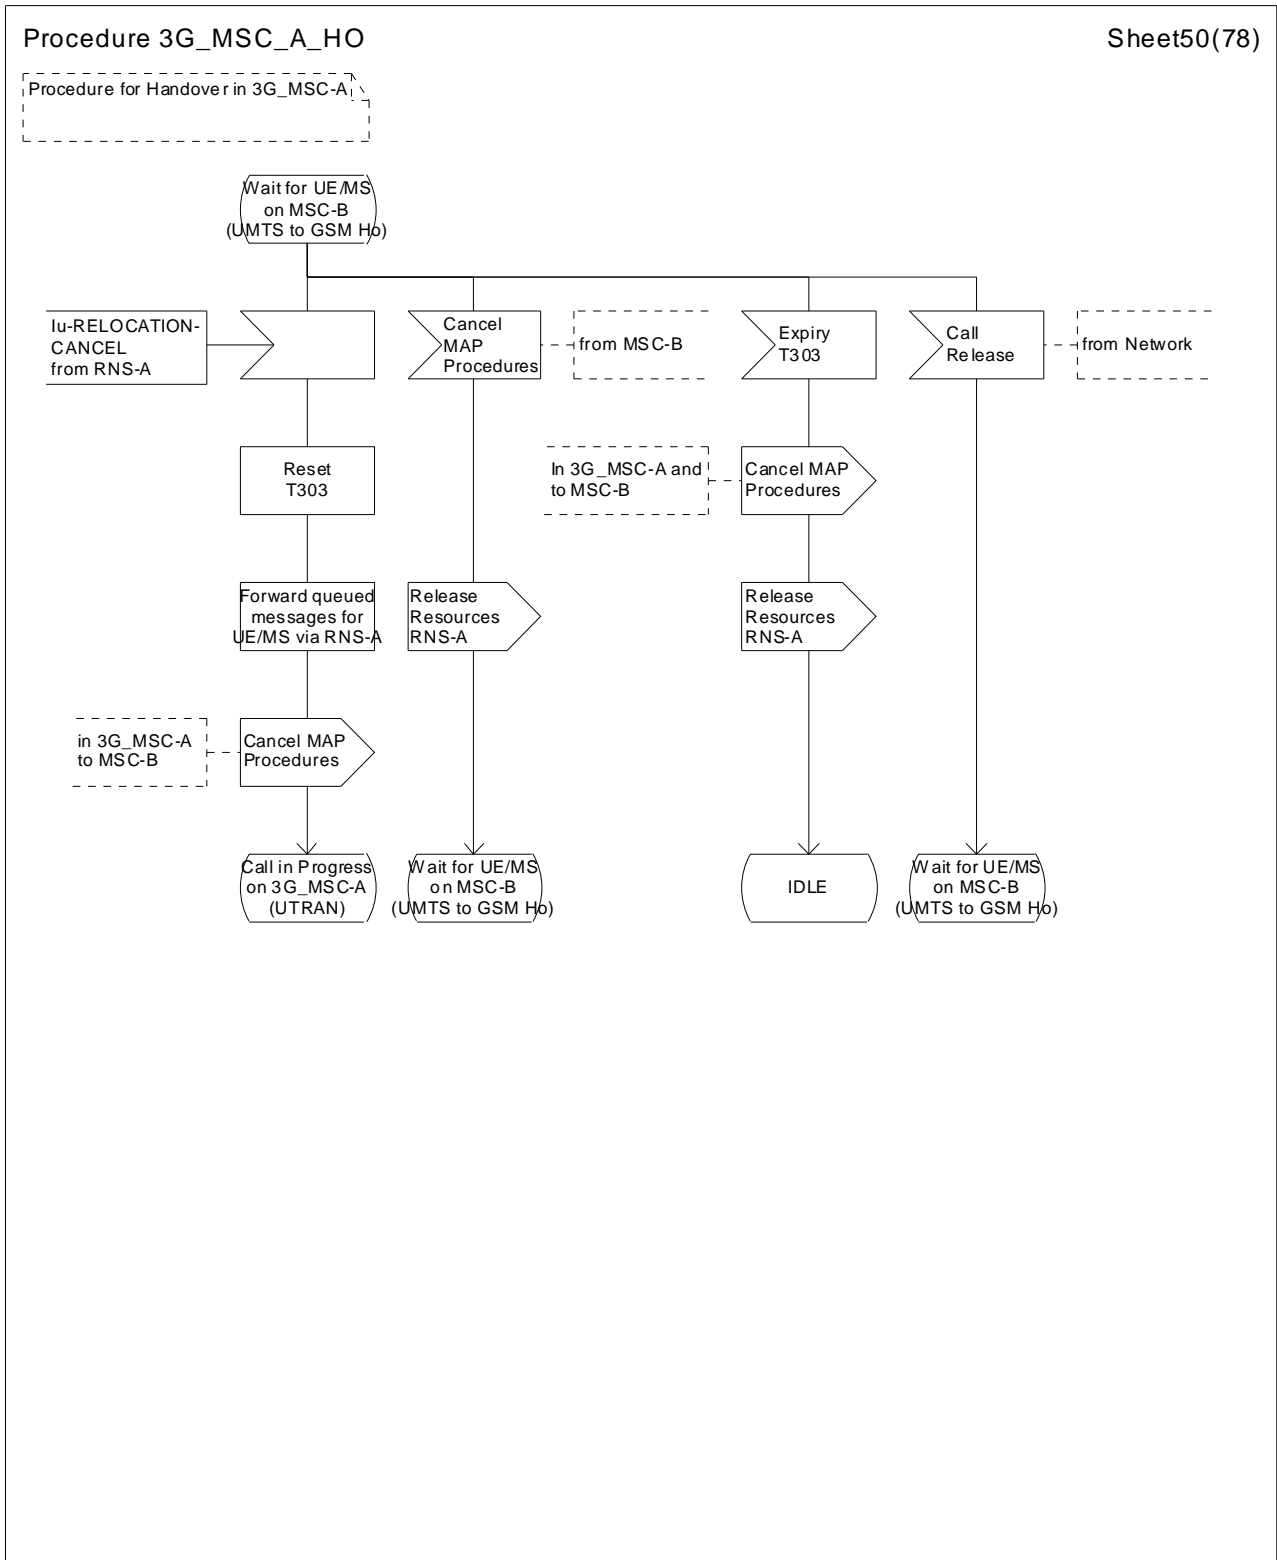 Procedure 3G_MSC_A_HO
Sheet50(78)
Procedure for Handover in 3G_MSC-A
Wait for UE/MS
on MSC-B
(UMTS to GSM Ho)
Iu-RELOCATION-
CANCEL
from RNS-A
Cancel
MAP
Procedures
from MSC-B
Expiry
T303
Call
Release
from Network
Reset
T303
In 3G_MSC-A and
to MSC-B
Cancel MAP
Procedures
Forward queued
messages for
UE/MS via RNS-A
Release
Resources
RNS-A
Release
Resources
RNS-A
in 3G_MSC-A
to MSC-B
Cancel MAP
Procedures
Call in Progress
on 3G_MSC-A
(UTRAN)
Wait for UE/MS
on MSC-B
(UMTS to GSM Ho)
IDLE
Wait for UE/MS
on MSC-B
(UMTS to GSM Ho)